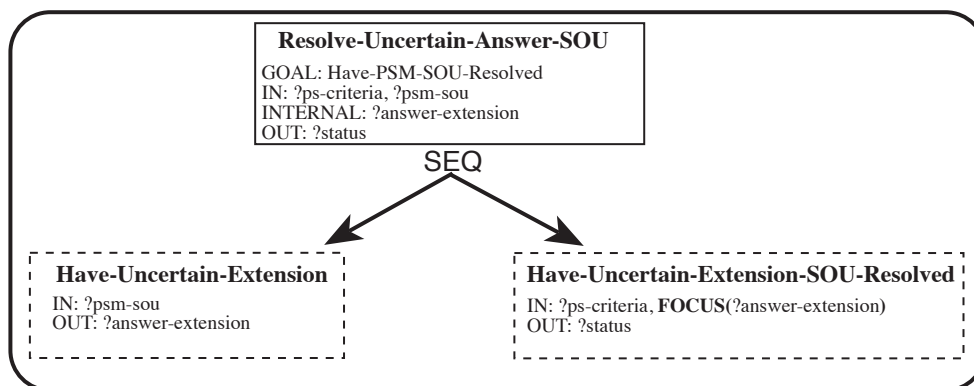 Resolve-Uncertain-Answer-SOU
GOAL: Have-PSM-SOU-Resolved
IN: ?ps-criteria, ?psm-sou
INTERNAL: ?answer-extension
OUT: ?status
SEQ
Have-Uncertain-Extension
IN: ?psm-sou
OUT: ?answer-extension
Have-Uncertain-Extension-SOU-Resolved
IN: ?ps-criteria, FOCUS(?answer-extension)
OUT: ?status